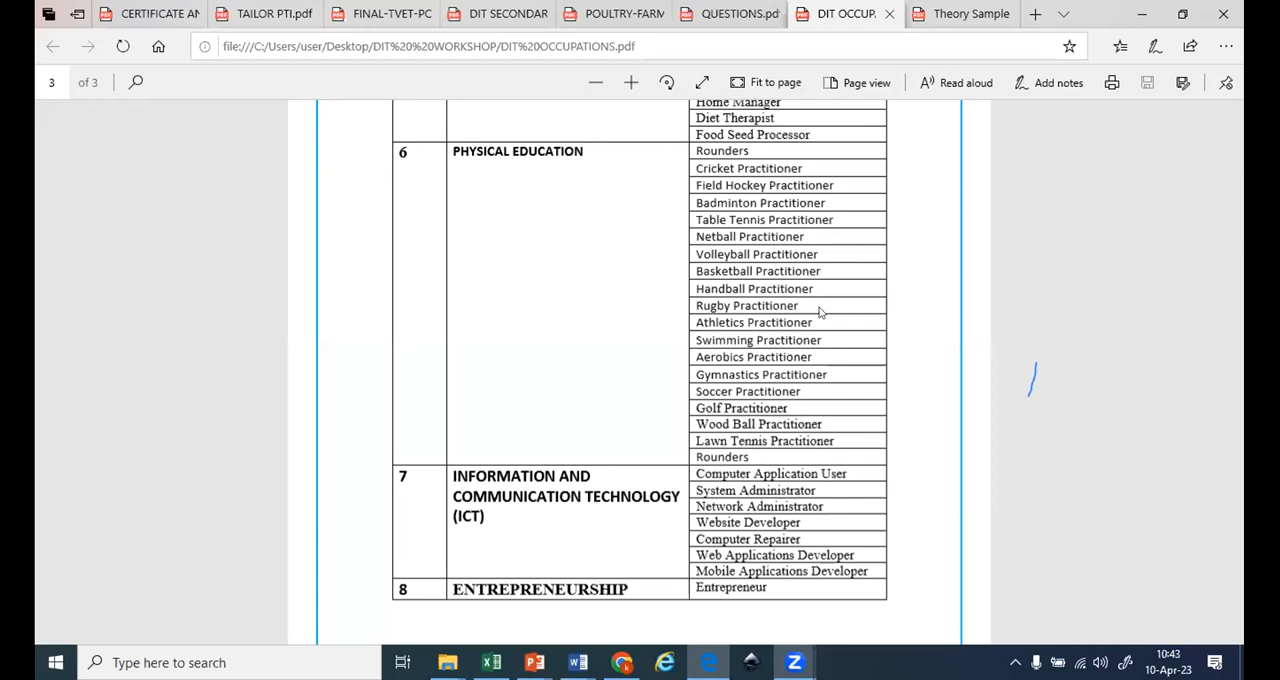 CERTIFICATE AN
TAILOR PTI.pdf
FINAL-TVET-PC
DIT SECONDAR
POULTRY-FARM
QUESTIONS.pd
DIT OCCUP.
Theory Sample
file:///C:/Users/user/Desktop/DIT%20%20WORKSHOP/DIT%20OCCUPATIONS.pdf
3 of 3 Fit to page Page view Read aloud Add notes
Home Manager
Diet Therapist
Food Seed Processor
6 PHYSICAL EDUCATION Rounders
Cricket Practitioner
Field Hockey Practitioner
Badminton Practitioner
Table Tennis Practitioner
Netball Practitioner
Volleyball Practitioner
Basketball Practitioner
Handball Practitioner
Rugby Practitioner
Athletics Practitioner
Swimming Practitioner
Aerobics Practitioner
Gymnastics Practitioner
Soccer Practitioner
Golf Practitioner
Wood Ball Practitioner
Lawn Tennis Practitioner
Rounders
7 INFORMATION AND
COMMUNICATION TECHNOLOGY
(ICT)
Computer Application User
System Administrator
Network Administrator
Website Developer
Computer Repairer
Web Applications Developer
Mobile Applications Developer
8 ENTREPRENEURSHIP Entrepreneur
Type here to search
10:43
10-Apr-23